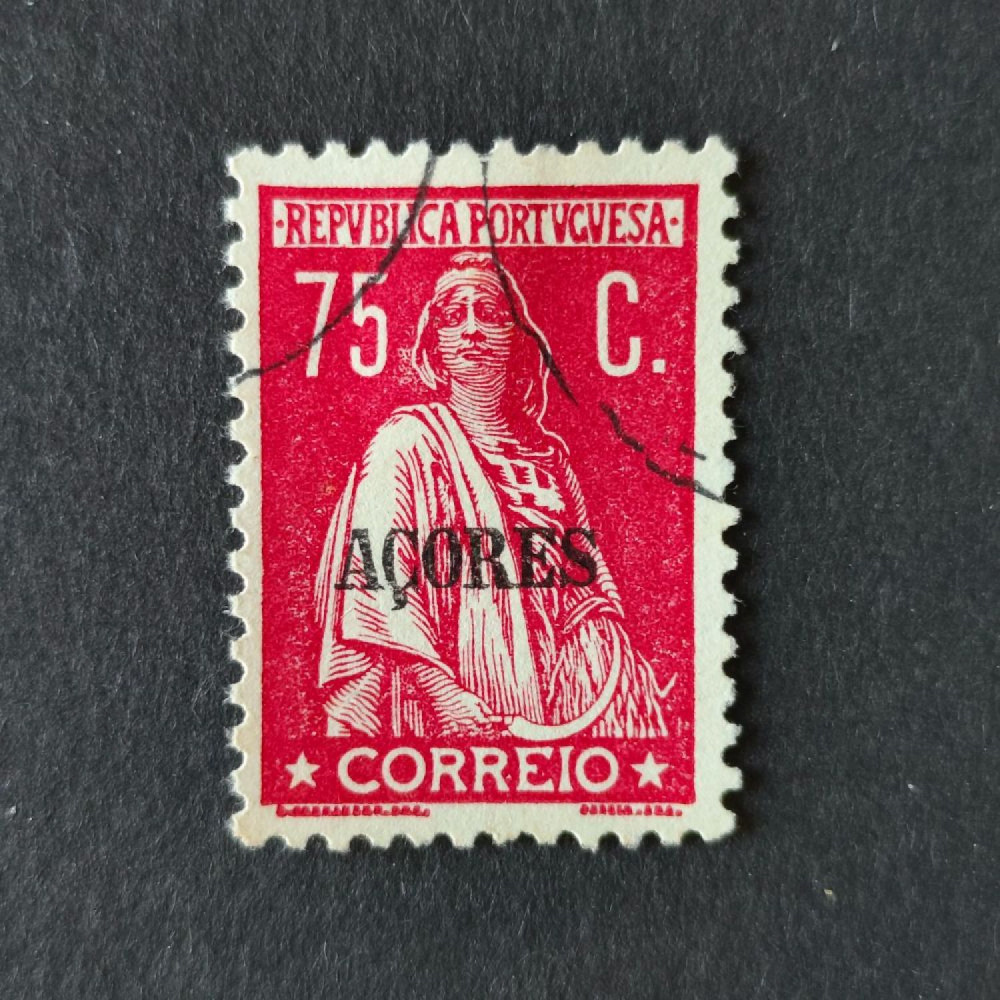 ·REPVBLICA PORTVGVESA·
75 C.
AÇORES
CORREIO